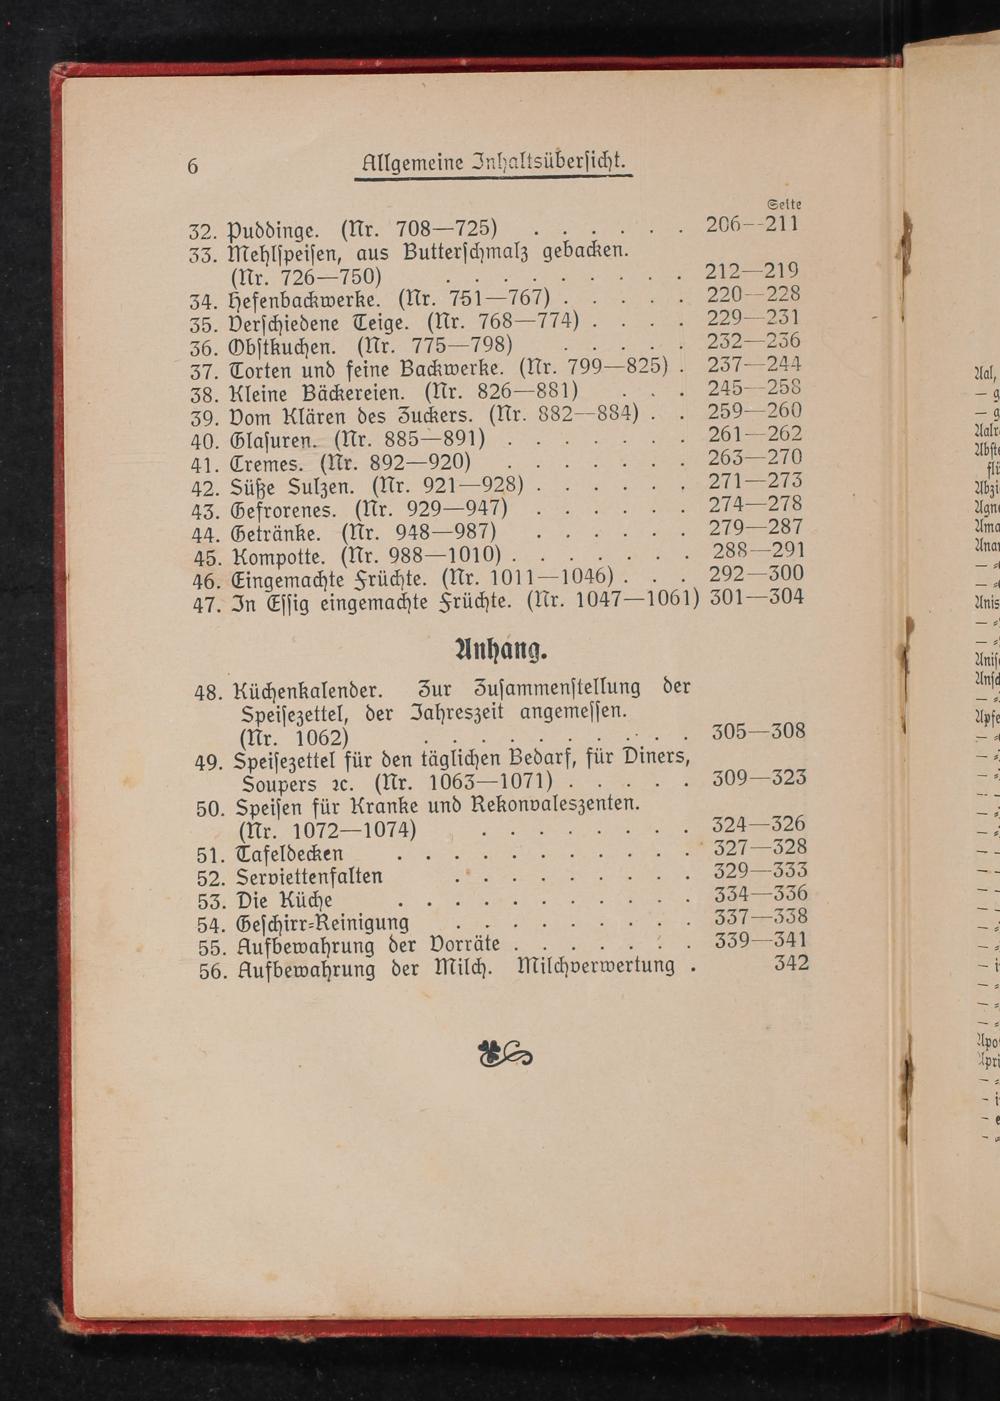 6 Allgemeine Inhaltsübersicht.
Seite
32. Puddinge. (Nr. 708—725) . . . . . . 206—211
33. Mehlspeisen, aus Butterschmalz gebacken.
(Nr. 726—750) . . . . . . . . . 212—219
34. Hefenbackwerke. (Nr. 751—767) . . . . . 220—228
35. Verschiedene Teige. (Nr. 768—774) . . . . 229—231
36. Obstkuchen. (Nr. 775—798) . . . . . 232—236
37. Torten und feine Backwerke. (Nr. 799—825) . 237—244
38. Kleine Bäckereien. (Nr. 826—881) . . . 245—258
39. Vom Klären des Zuckers. (Nr. 882—884) . . 259—260
40. Glasuren. (Nr. 885—891) . . . . . . . 261—262
41. Cremes. (Nr. 892—920) . . . . . . . 263—270
42. Süße Sulzen. (Nr. 921—928) . . . . . . 271—273
43. Gefrorenes. (Nr. 929—947) . . . . . . 274—278
44. Getränke. (Nr. 948—987) . . . . . . 279—287
45. Kompotte. (Nr. 988—1010) . . . . . . . 288—291
46. Eingemachte Früchte. (Nr. 1011—1046) . . . 292—300
47. In Essig eingemachte Früchte. (Nr. 1047—1061) 301—304
Anhang.
48. Küchenkalender. Zur Zusammenstellung der
Speisezettel, der Jahreszeit angemessen.
(Nr. 1062) . . . . . . . . . . 305—308
49. Speisezettel für den täglichen Bedarf, für Diners,
Soupers ꝛc. (Nr. 1063—1071) . . . . . 309—323
50. Speisen für Kranke und Rekonvaleszenten.
(Nr. 1072—1074) . . . . . . . . 324—326
51. Tafeldecken . . . . . . . . . . . 327—328
52. Serviettenfalten . . . . . . . . . 329—333
53. Die Küche . . . . . . . . . . . 334—336
54. Geschirr-Reinigung . . . . . . . . . 337—338
55. Aufbewahrung der Vorräte . . . . . . . 339—341
56. Aufbewahrung der Milch. Milchverwertung . 342
Aal,